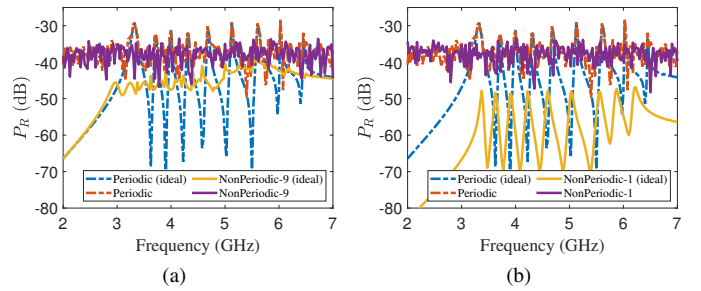 -30
-40
-50
-60
-70
-80
P_R (dB)
Periodic (ideal)
Periodic
NonPeriodic-9 (ideal)
NonPeriodic-9
2 3 4 5 6 7
Frequency (GHz)
(a)
-30
-40
-50
-60
-70
-80
P_R (dB)
Periodic (ideal)
Periodic
NonPeriodic-1 (ideal)
NonPeriodic-1
2 3 4 5 6 7
Frequency (GHz)
(b)